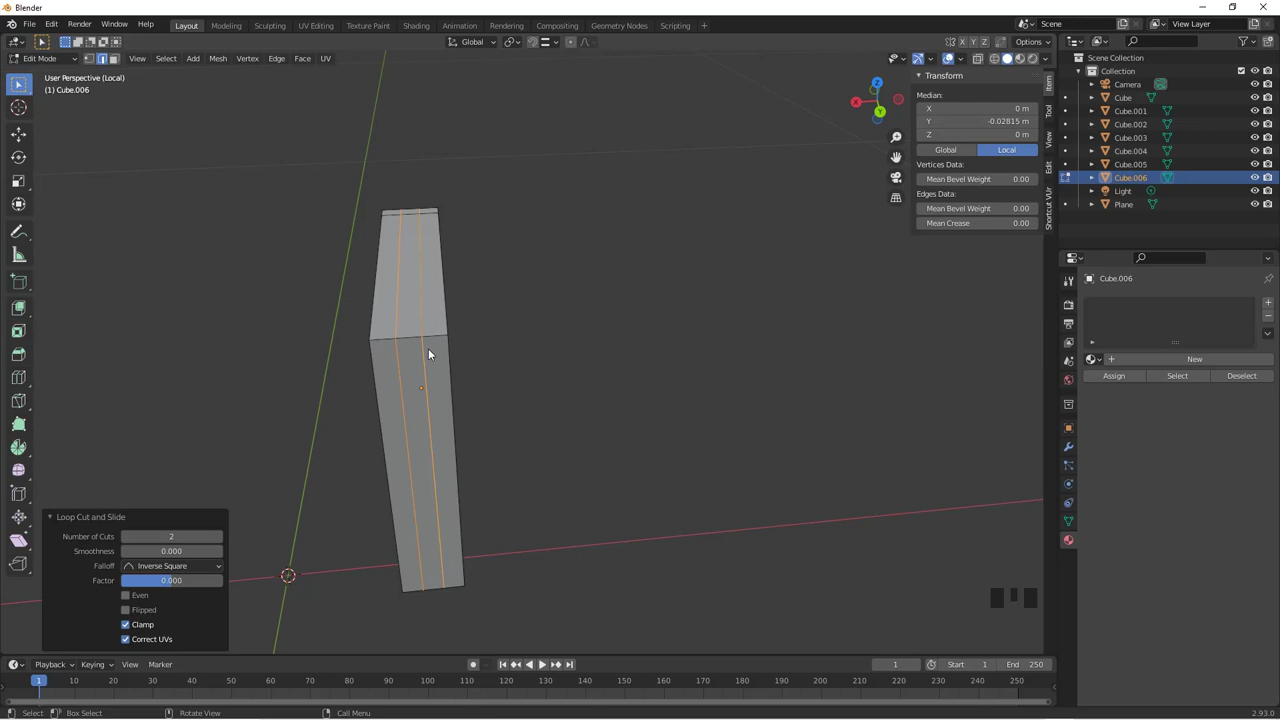 Blender
File Edit Render Window Help Layout Modeling Sculpting UV Editing Texture Paint Shading Animation Rendering Compositing Geometry Nodes Scripting + Scene View Layer
Global X Y Z Options
Edit Mode View Select Add Mesh Vertex Edge Face UV
User Perspective (Local)
(1) Cube.006
Z
X
Y
Transform
Median:
X 0 m
Y -0.02815 m
Z 0 m
Global Local
Vertices Data:
Mean Bevel Weight 0.00
Edges Data:
Mean Bevel Weight 0.00
Mean Crease 0.00
Item
Tool
View
Edit
Shortcut VUr
Scene Collection
Collection
Camera
Cube
Cube.001
Cube.002
Cube.003
Cube.004
Cube.005
Cube.006
Light
Plane
Cube.006
New
Assign Select Deselect
Loop Cut and Slide
Number of Cuts 2
Smoothness 0.000
Falloff Inverse Square
Factor 0.000
Even
Flipped
Clamp
Correct UVs
Playback Keying View Marker 1 Start 1 End 250
1 10 20 30 40 50 60 70 80 90 100 110 120 130 140 150 160 170 180 190 200 210 220 230 240 250
Select Box Select Rotate View Call Menu 2.93.0